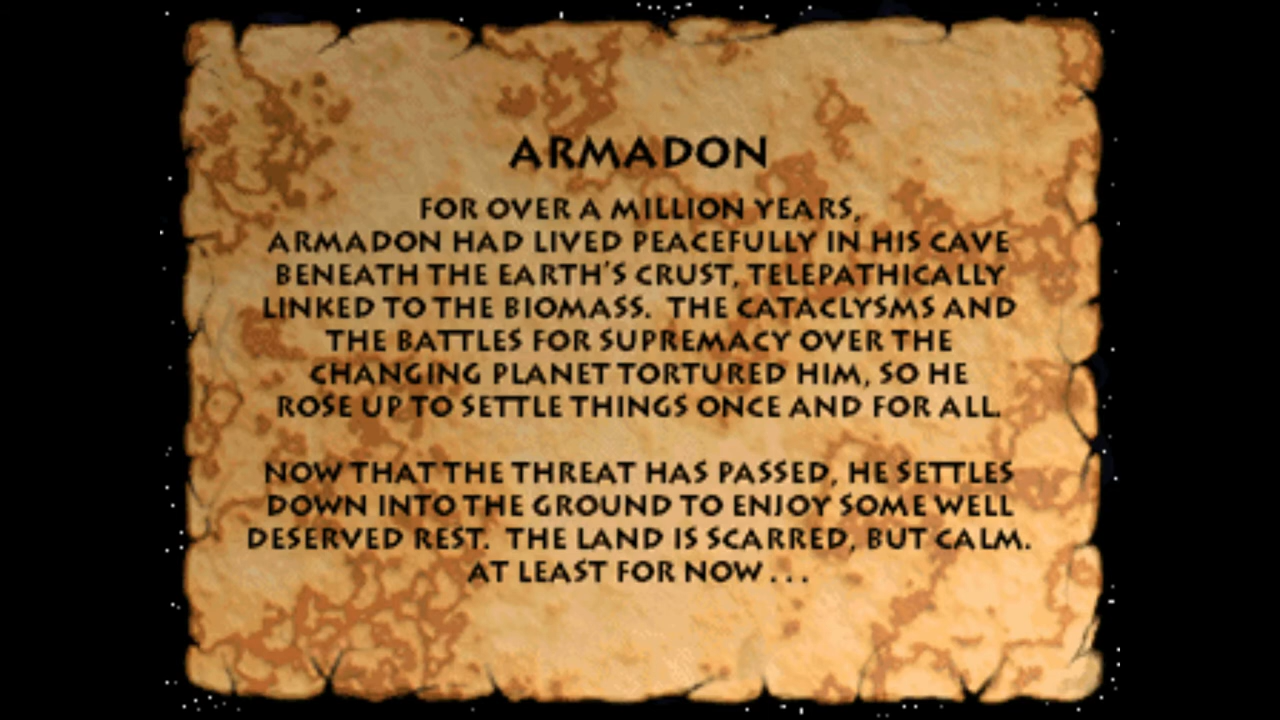 ARMADON
FOR OVER A MILLION YEARS,
ARMADON HAD LIVED PEACEFULLY IN HIS CAVE
BENEATH THE EARTH'S CRUST, TELEPATHICALLY
LINKED TO THE BIOMASS. THE CATACLYSMS AND
THE BATTLES FOR SUPREMACY OVER THE
CHANGING PLANET TORTURED HIM, SO HE
ROSE UP TO SETTLE THINGS ONCE AND FOR ALL.
NOW THAT THE THREAT HAS PASSED, HE SETTLES
DOWN INTO THE GROUND TO ENJOY SOME WELL
DESERVED REST. THE LAND IS SCARRED, BUT CALM.
AT LEAST FOR NOW . . .